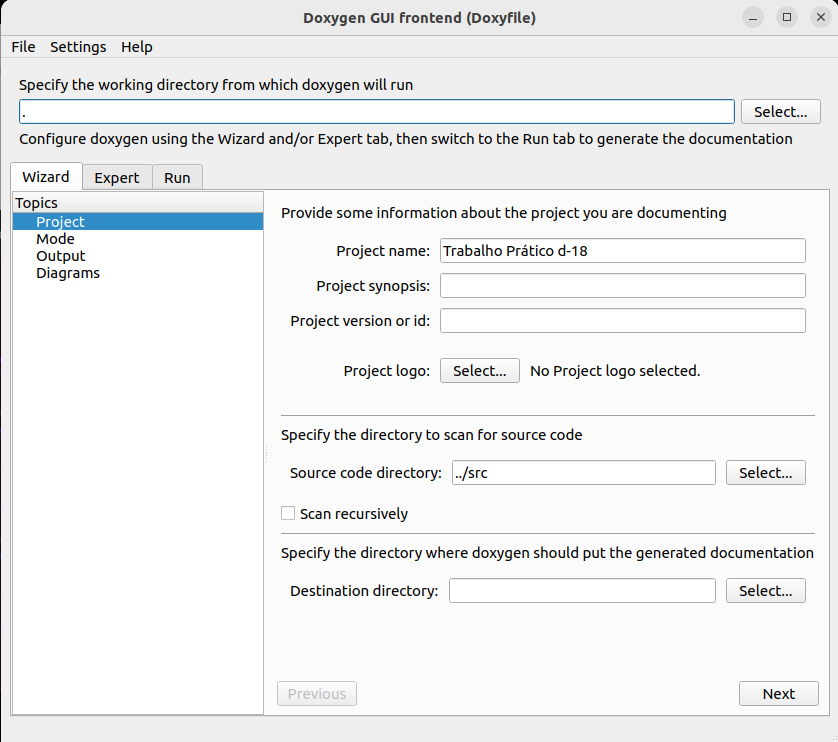 Doxygen GUI frontend (Doxyfile)
File Settings Help
Specify the working directory from which doxygen will run
. Select...
Configure doxygen using the Wizard and/or Expert tab, then switch to the Run tab to generate the documentation
Wizard Expert Run
Topics
Project
Mode
Output
Diagrams
Provide some information about the project you are documenting
Project name: Trabalho Prático d-18
Project synopsis:
Project version or id:
Project logo: Select... No Project logo selected.
Specify the directory to scan for source code
Source code directory: ../src Select...
Scan recursively
Specify the directory where doxygen should put the generated documentation
Destination directory: Select...
Previous Next